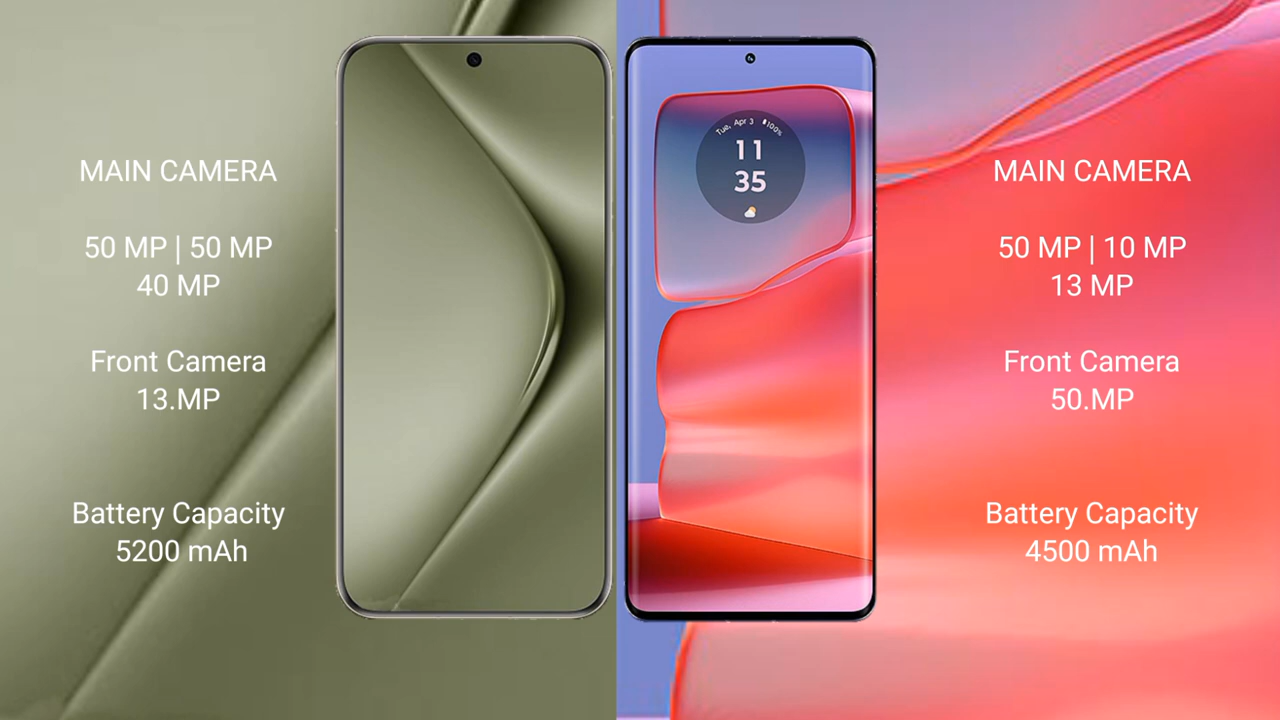 MAIN CAMERA
50 MP | 50 MP
40 MP
Front Camera
13.MP
Battery Capacity
5200 mAh
Tue, Apr 3 100%
11
35
MAIN CAMERA
50 MP | 10 MP
13 MP
Front Camera
50.MP
Battery Capacity
4500 mAh